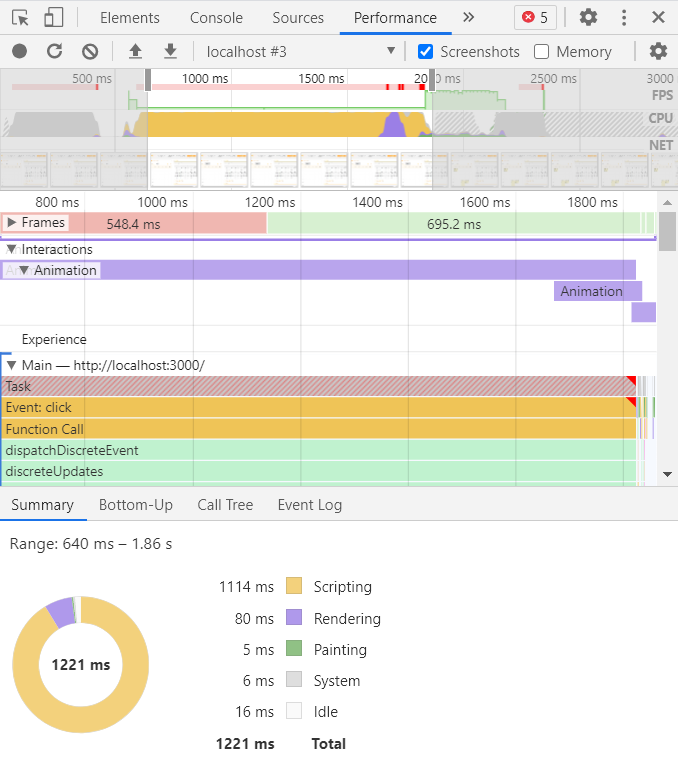 Elements Console Sources Performance » 5
localhost #3 Screenshots Memory
500 ms 1000 ms 1500 ms 20 0 ms 2500 ms 3000
FPS
CPU
NET
800 ms 1000 ms 1200 ms 1400 ms 1600 ms 1800 ms
Frames 548.4 ms 695.2 ms
Interactions
Animation
Animation
Experience
Main — http://localhost:3000/
Task
Event: click
Function Call
dispatchDiscreteEvent
discreteUpdates
Summary Bottom-Up Call Tree Event Log
Range: 640 ms – 1.86 s
1114 ms Scripting
80 ms Rendering
5 ms Painting
1221 ms
6 ms System
16 ms Idle
1221 ms Total